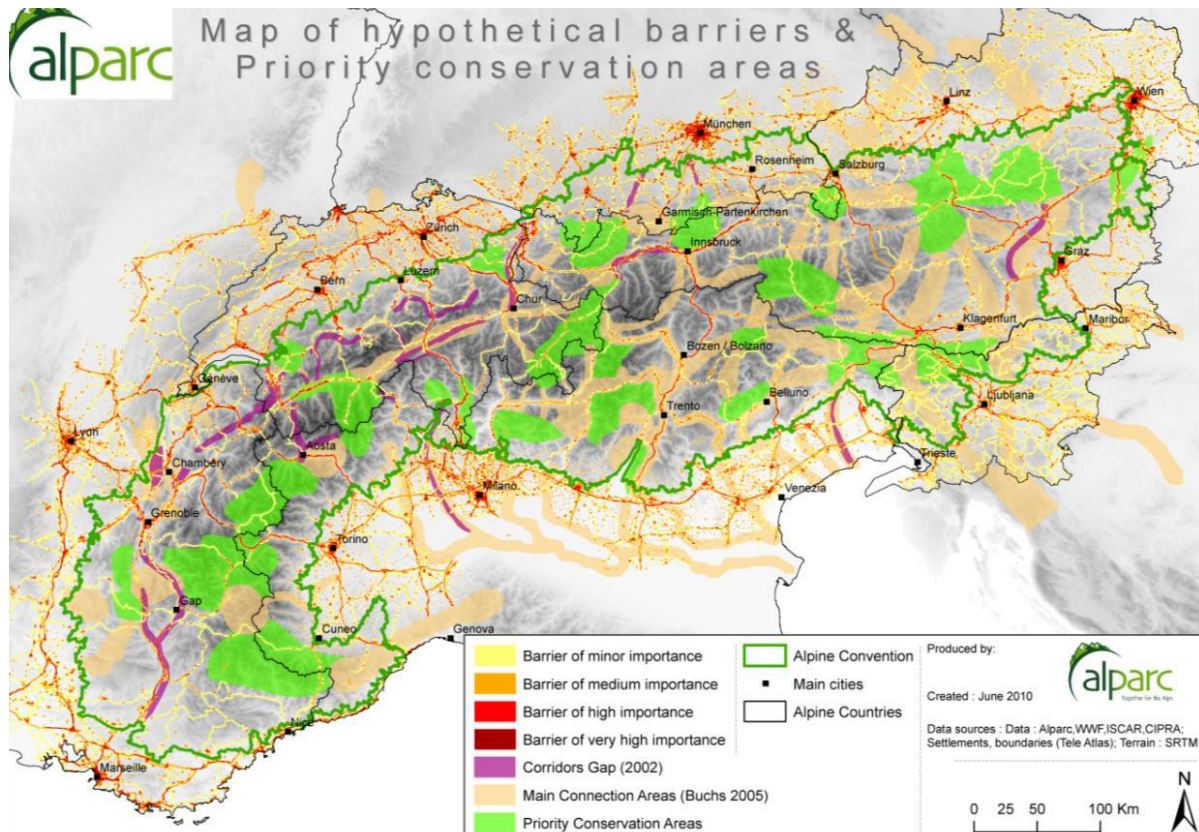 alparc
Map of hypothetical barriers &
Priority conservation areas
Linz
Wien
München
Rosenheim
Salzburg
Garmisch-Partenkirchen
Zürich
Innsbruck
Graz
Luzern
Bern
Chur
Klagenfurt
Maribor
Bozen / Bolzano
Genève
Belluno
Ljubljana
Trento
Lyon
Aosta
Trieste
Chambéry
Milano
Venezia
Grenoble
Torino
Gap
Cuneo
Genova
Nice
Marseille
Barrier of minor importance
Barrier of medium importance
Barrier of high importance
Barrier of very high importance
Corridors Gap (2002)
Main Connection Areas (Buchs 2005)
Priority Conservation Areas
Alpine Convention
Main cities
Alpine Countries
Produced by:
alparc
Together for the Alps
Created : June 2010
Data sources : Data : Alparc,WWF,ISCAR,CIPRA;
Settlements, boundaries (Tele Atlas); Terrain : SRTM
N
0 25 50 100 Km